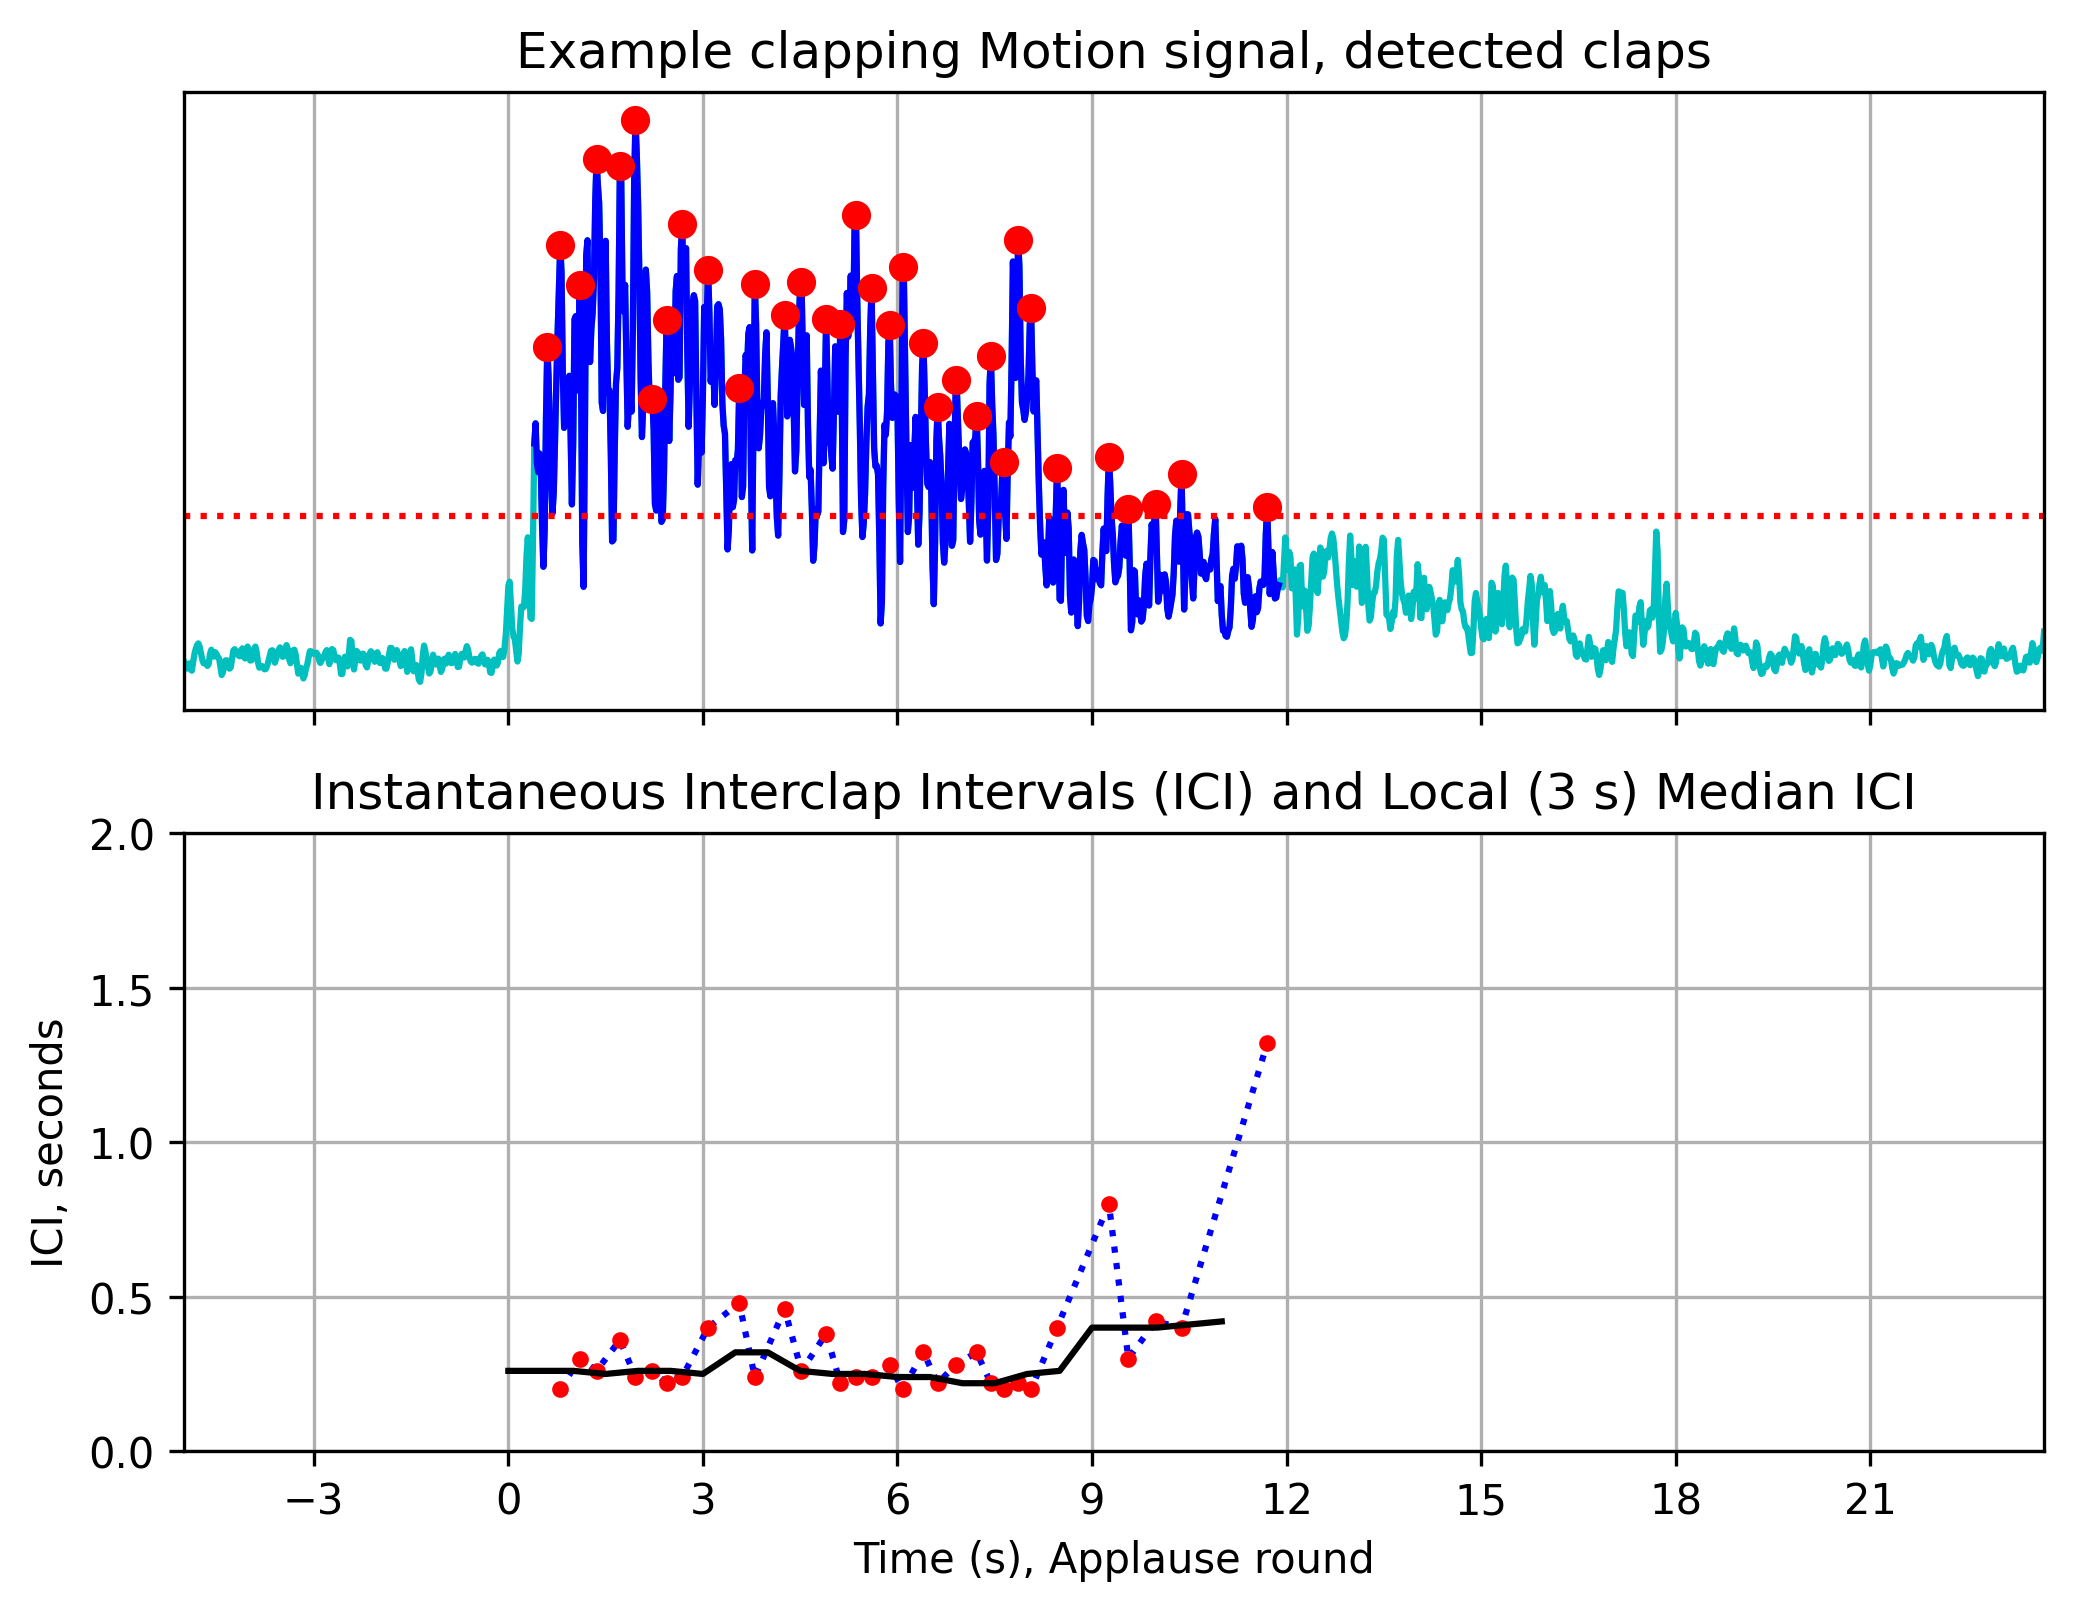 Example clapping Motion signal, detected claps
Instantaneous Interclap Intervals (ICI) and Local (3 s) Median ICI
2.0
1.5
1.0
0.5
0.0
ICI, seconds
−3 0 3 6 9 12 15 18 21
Time (s), Applause round